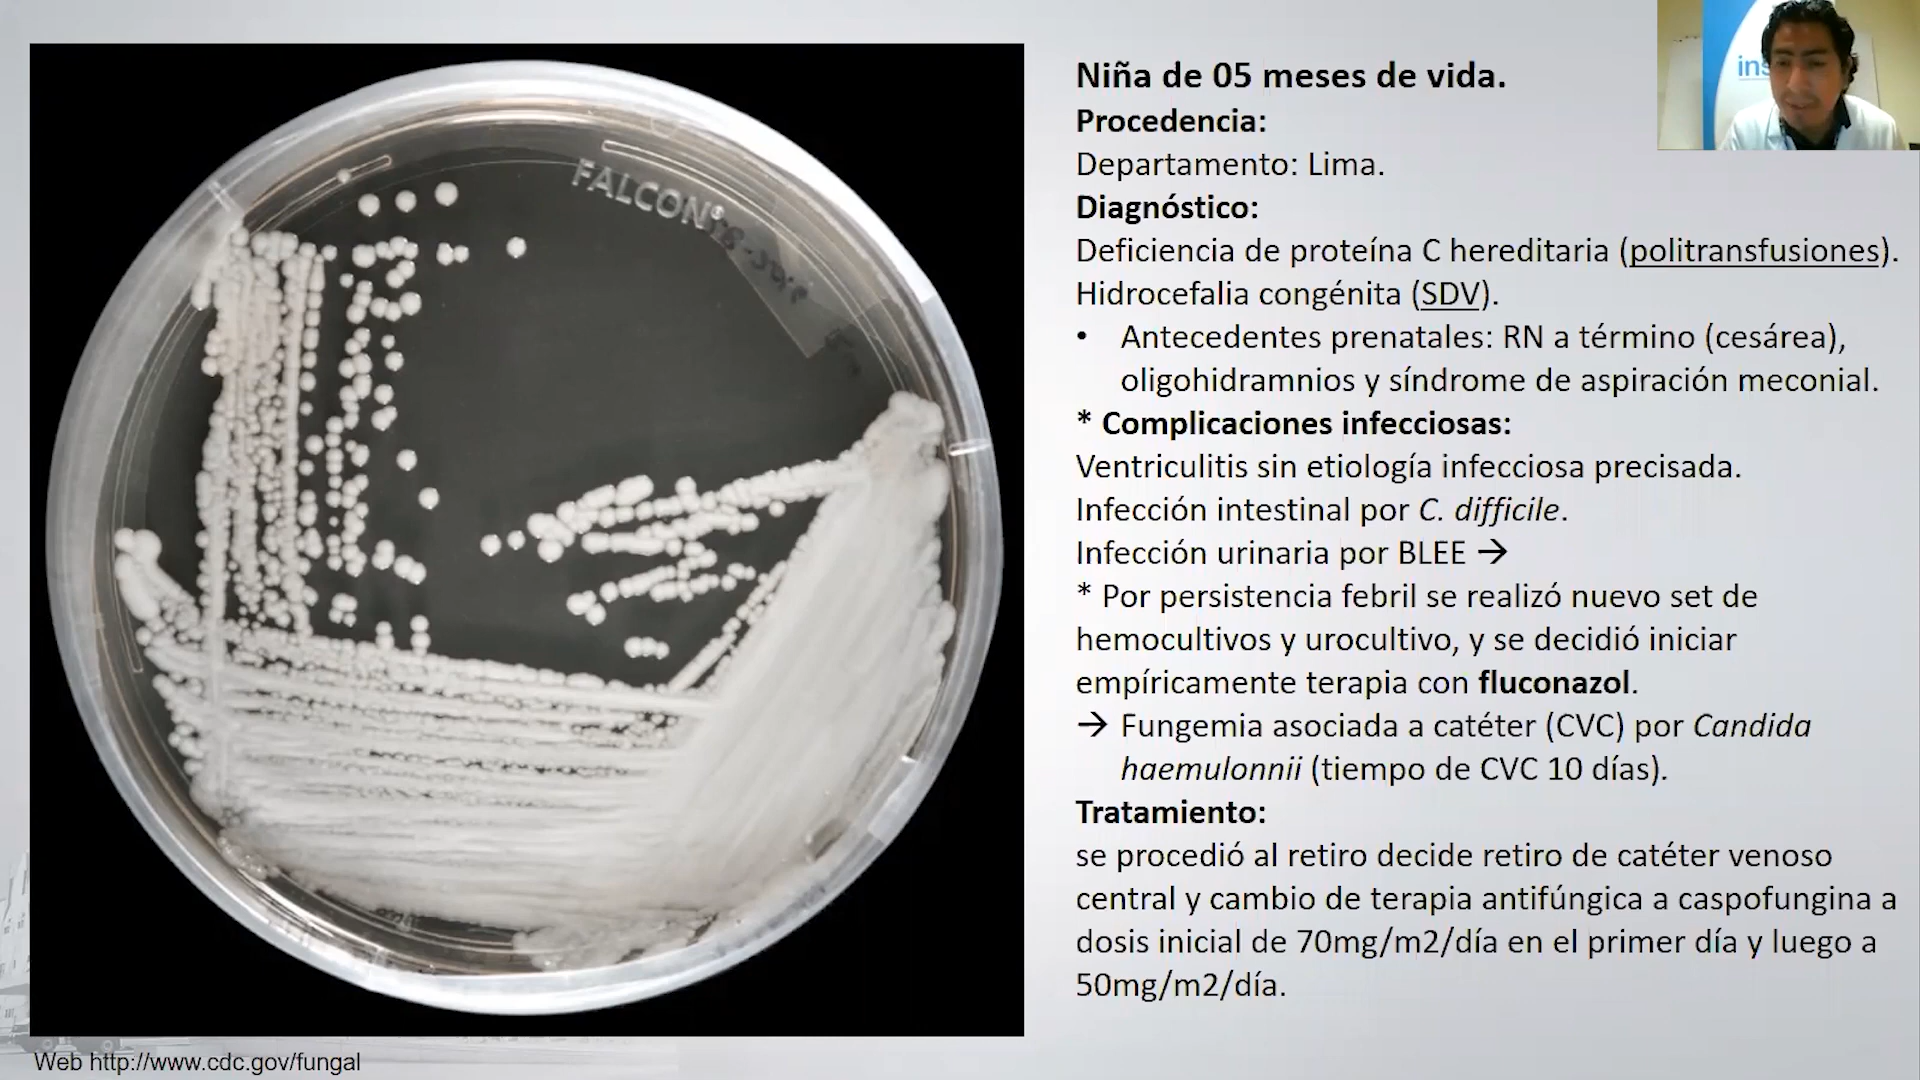 Niña de 05 meses de vida.
Procedencia:
Departamento: Lima.
Diagnóstico:
Deficiencia de proteína C hereditaria (politransfusiones).
Hidrocefalia congénita (SDV).
• Antecedentes prenatales: RN a término (cesárea),
oligohidramnios y síndrome de aspiración meconial.
* Complicaciones infecciosas:
Ventriculitis sin etiología infecciosa precisada.
Infección intestinal por C. difficile.
Infección urinaria por BLEE →
* Por persistencia febril se realizó nuevo set de
hemocultivos y urocultivo, y se decidió iniciar
empíricamente terapia con fluconazol.
→ Fungemia asociada a catéter (CVC) por Candida
haemulonnii (tiempo de CVC 10 días).
Tratamiento:
se procedió al retiro decide retiro de catéter venoso
central y cambio de terapia antifúngica a caspofungina a
dosis inicial de 70mg/m2/día en el primer día y luego a
50mg/m2/día.
FALCON®
ins
Web http://www.cdc.gov/fungal